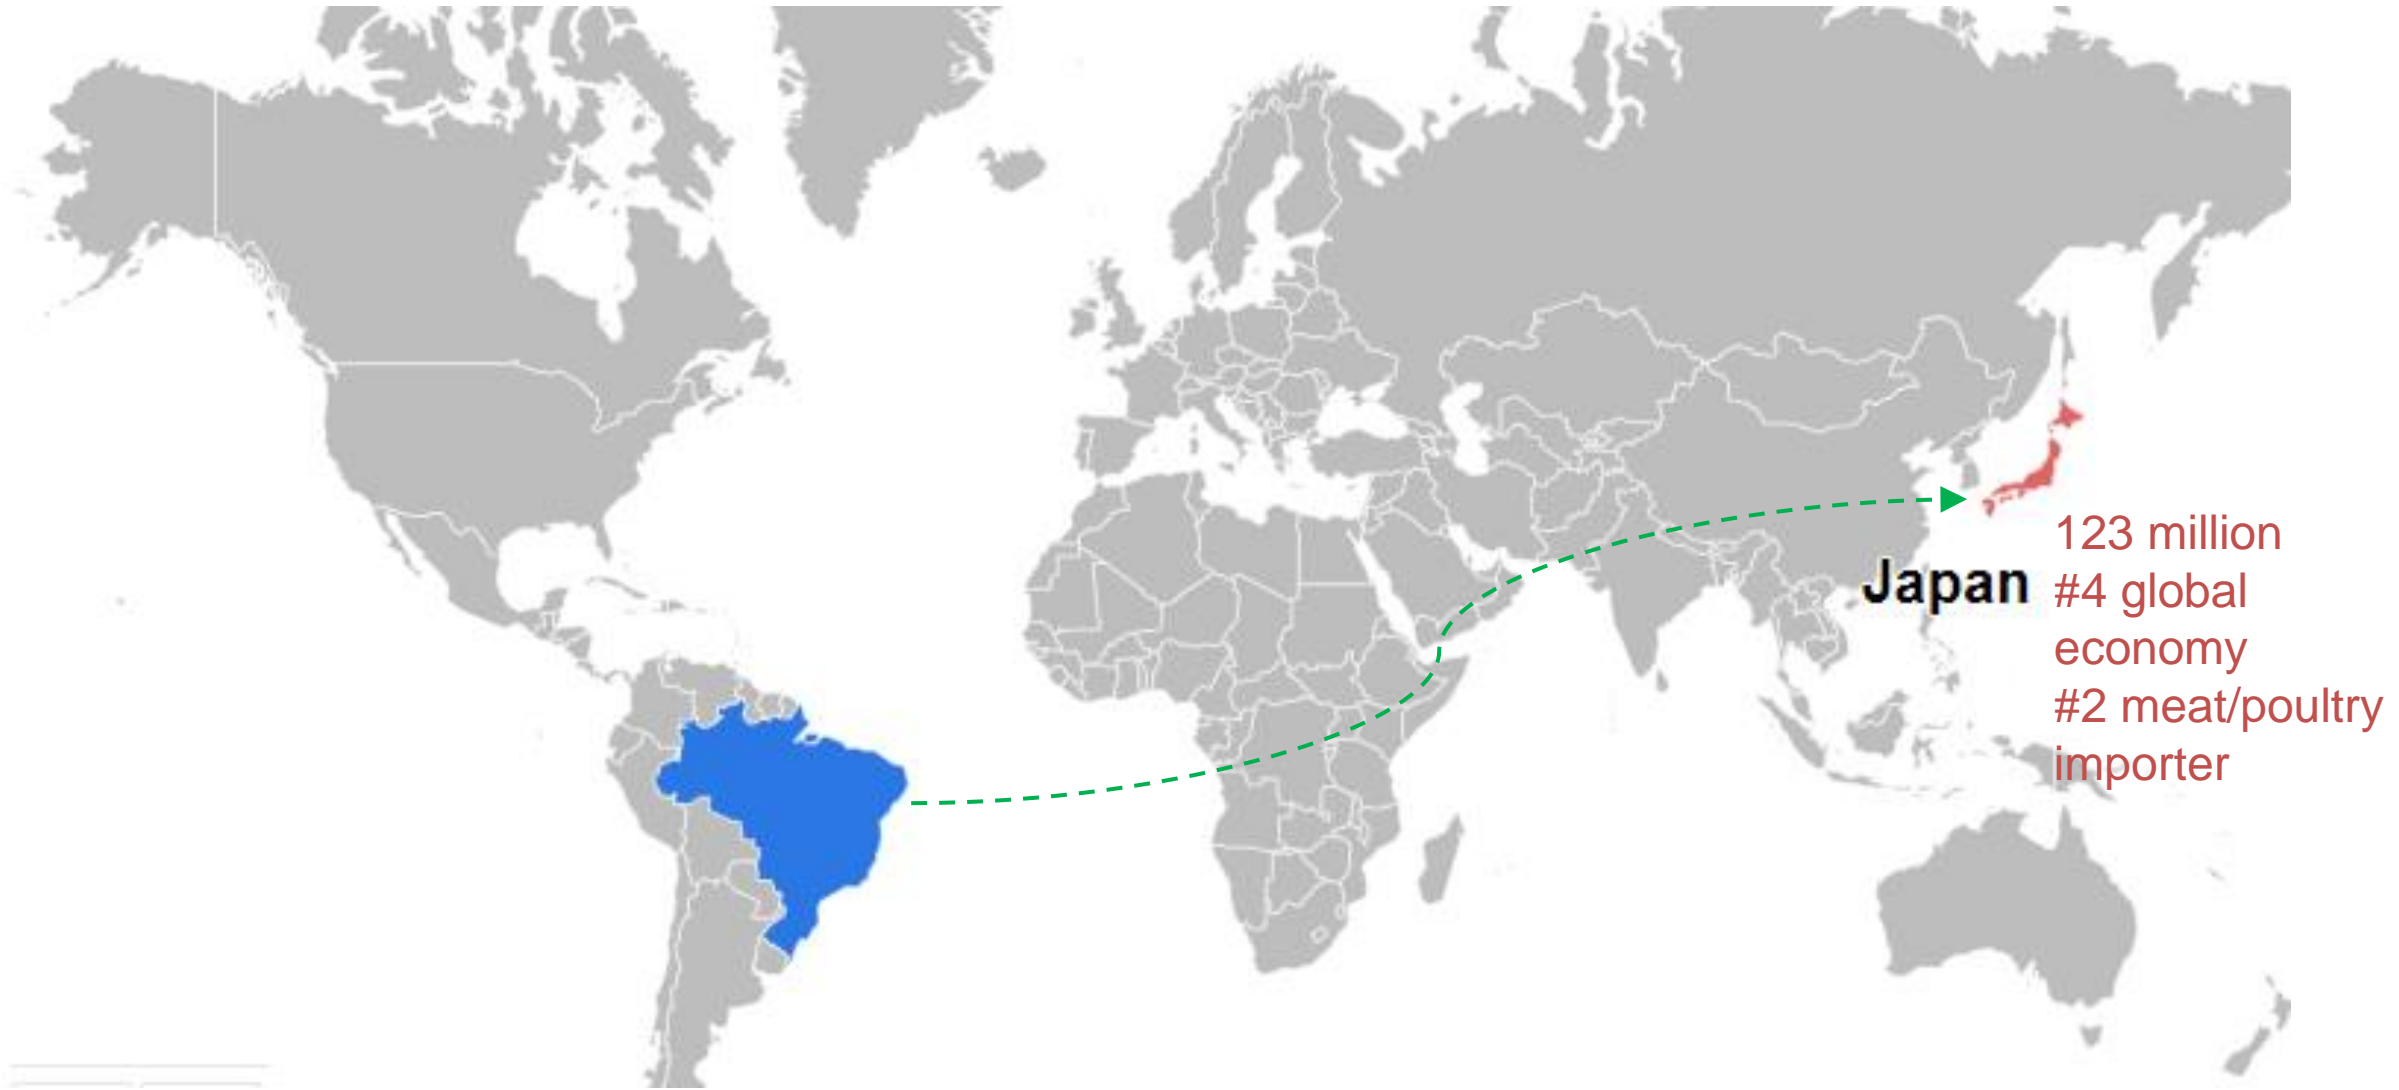 Japan
123 million
#4 global
economy
#2 meat/poultry
importer